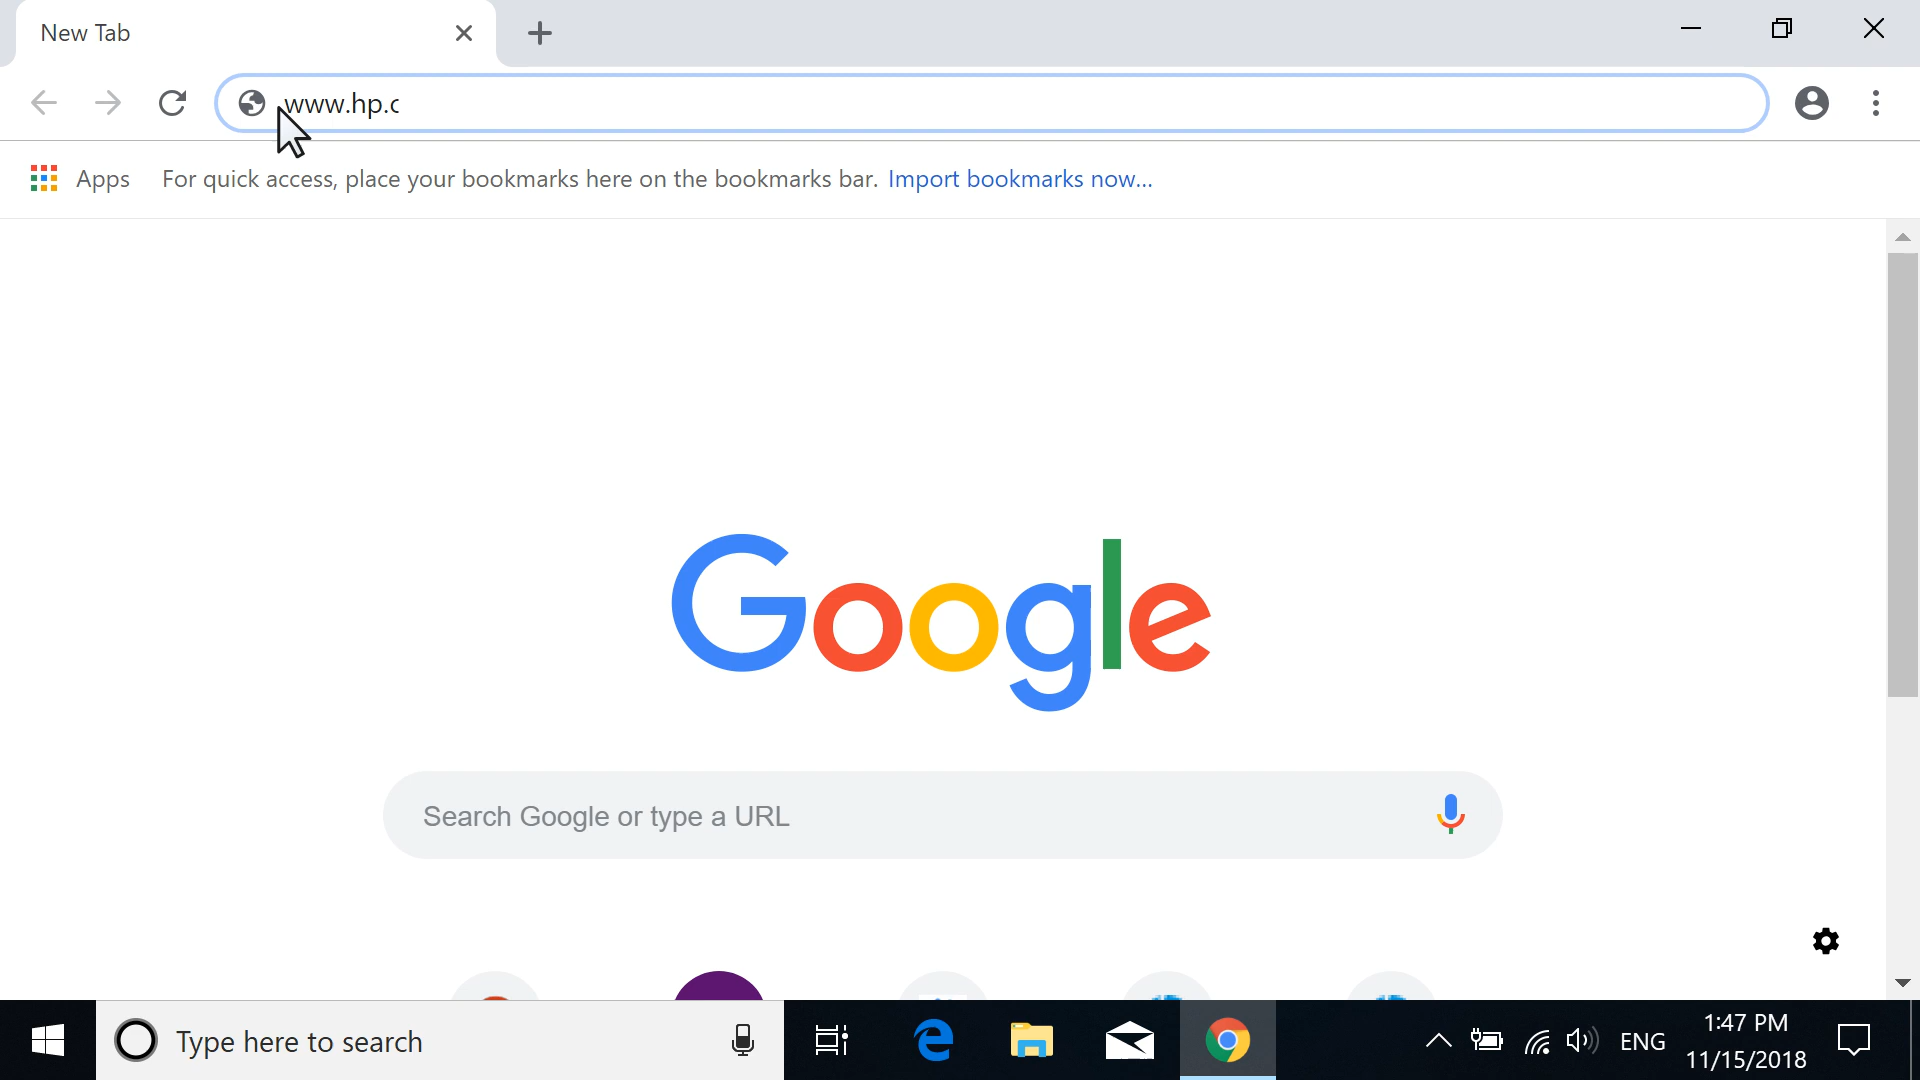 New Tab
www.hp.c
Apps For quick access, place your bookmarks here on the bookmarks bar. Import bookmarks now...
Google
Search Google or type a URL
Type here to search
ENG
1:47 PM
11/15/2018